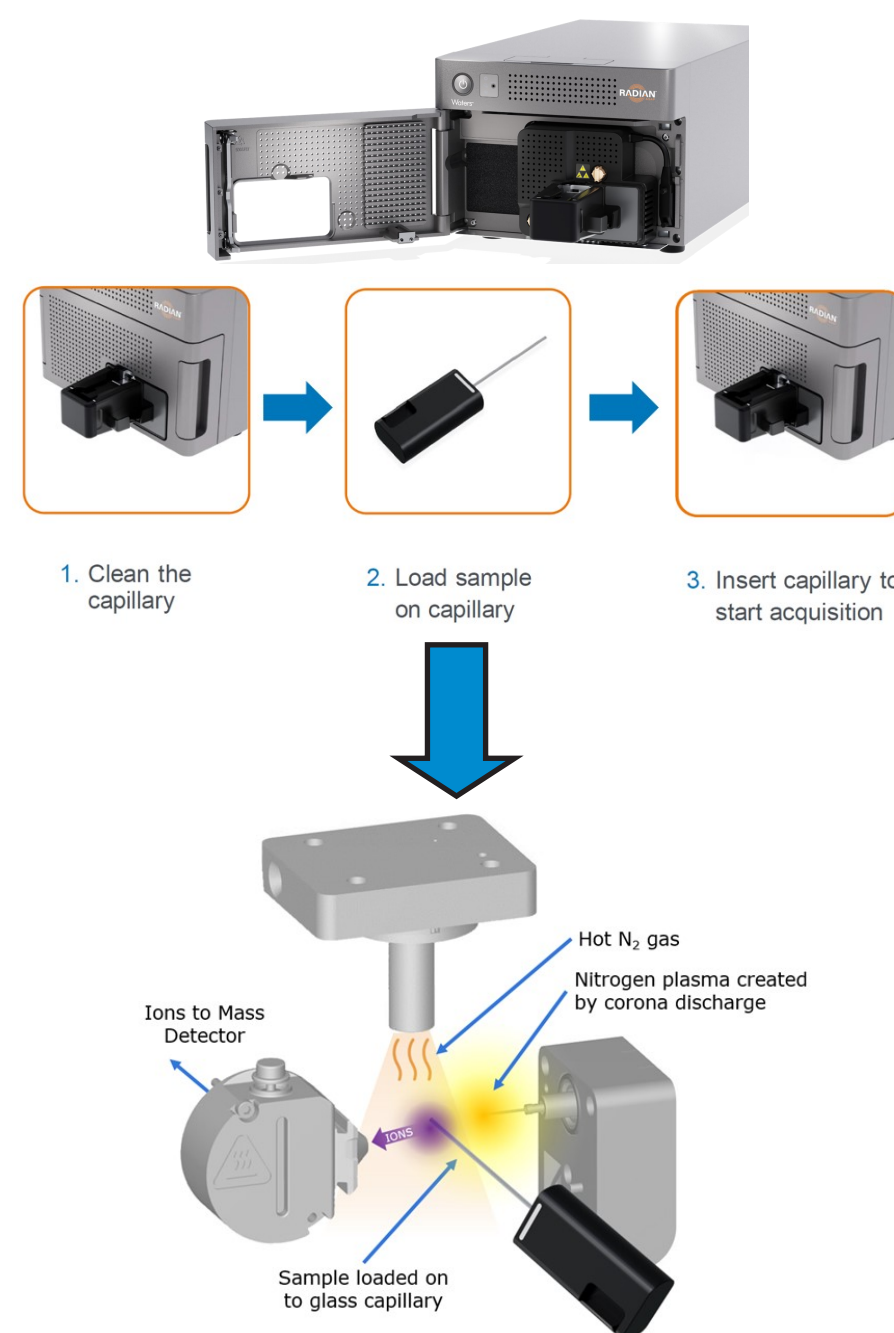 Waters
RADIAN
RADIAN
RADIAN
1. Clean the
capillary
2. Load sample
on capillary
3. Insert capillary to
start acquisition
Hot N₂ gas
Nitrogen plasma created
by corona discharge
Ions to Mass
Detector
IONS
Sample loaded on
to glass capillary